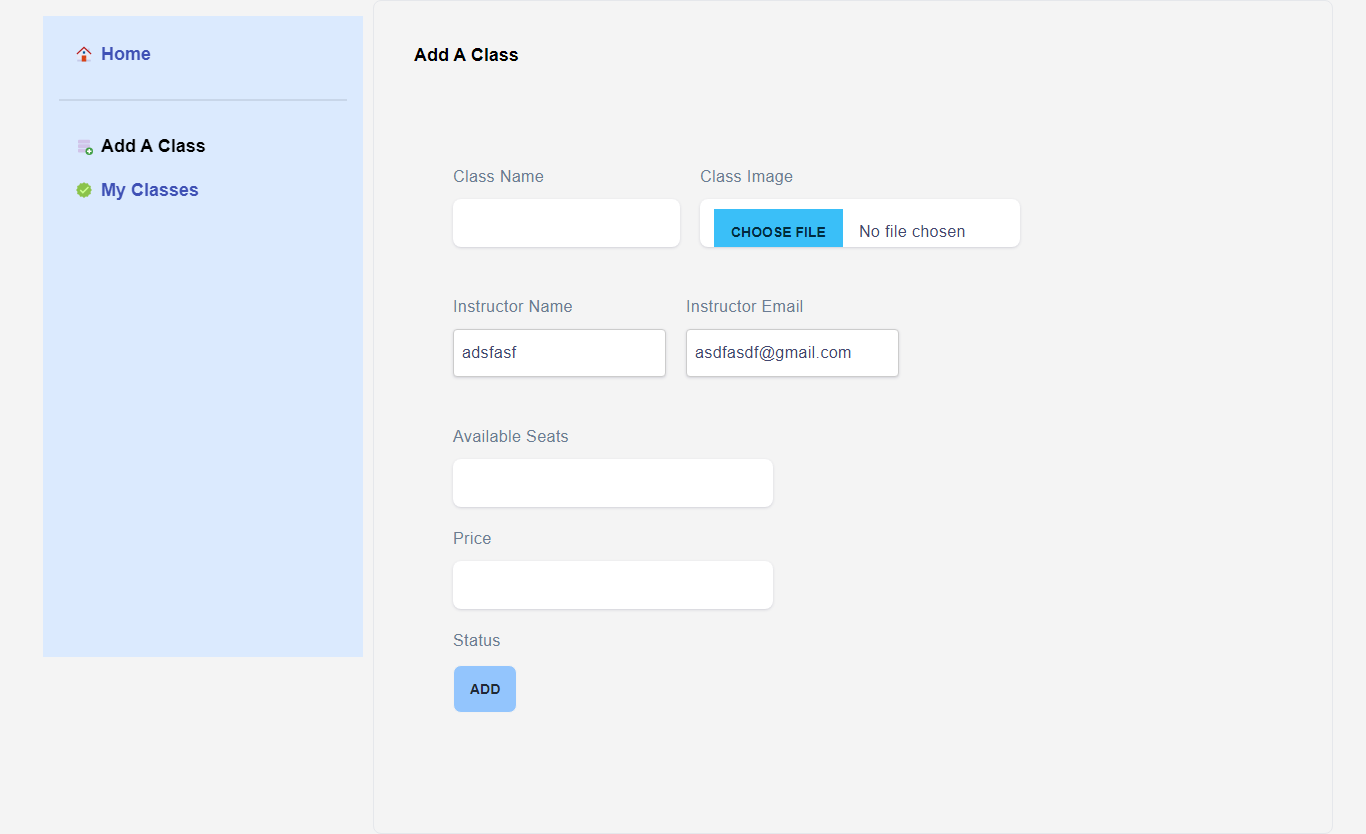 Home
Add A Class
My Classes
Add A Class
Class Name Class Image
CHOOSE FILE No file chosen
Instructor Name Instructor Email
adsfasf asdfasdf@gmail.com
Available Seats
Price
Status
ADD